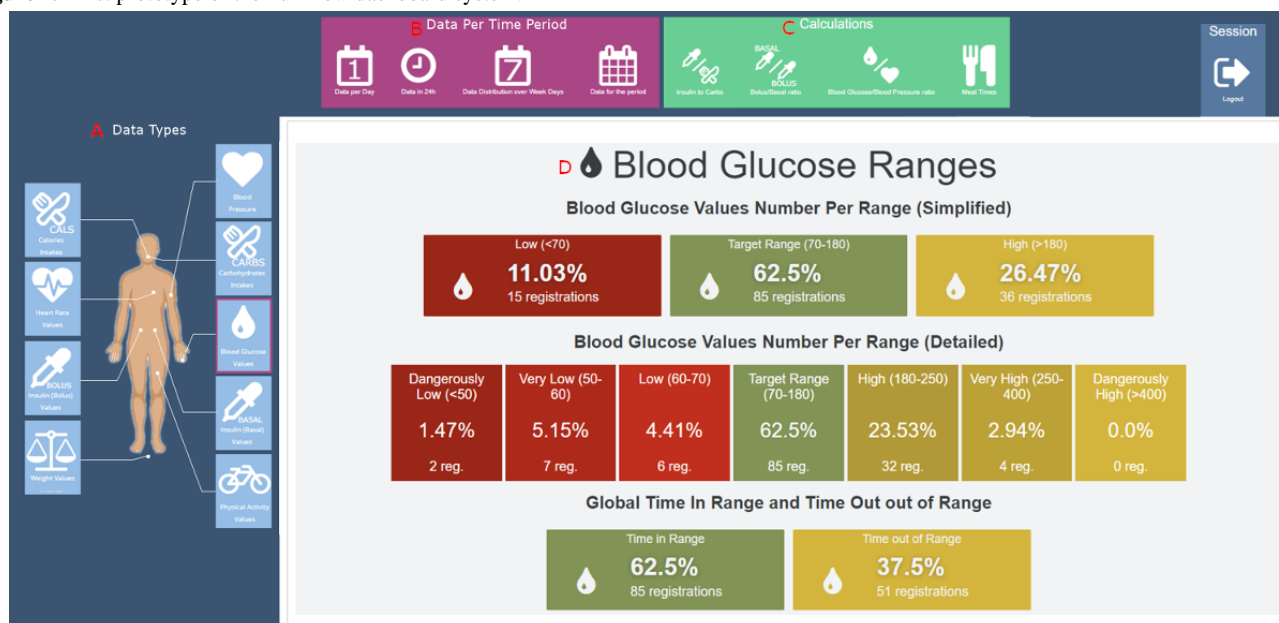 B Data Per Time Period
1
7
Data per Day
Data in 24h
Data Distribution over Week Days
Data for the period
C Calculations
BASAL
BOLUS
Insulin to Carbs
Bolus/Basal ratio
Blood Glucose/Blood Pressure ratio
Meal Times
Session
Logout
A Data Types
CALS
Calories
Intakes
Heart Rate
Values
BOLUS
Insulin (Bolus)
Values
Weight Values
Blood
Pressure
CARBS
Carbohydrates
Intakes
Blood Glucose
Values
BASAL
Insulin (Basal)
Values
Physical Activity
Values
D Blood Glucose Ranges
Blood Glucose Values Number Per Range (Simplified)
Low (<70)
11.03%
15 registrations
Target Range (70-180)
62.5%
85 registrations
High (>180)
26.47%
36 registrations
Blood Glucose Values Number Per Range (Detailed)
Dangerously
Low (<50)
1.47%
2 reg.
Very Low (50-
60)
5.15%
7 reg.
Low (60-70)
4.41%
6 reg.
Target Range
(70-180)
62.5%
85 reg.
High (180-250)
23.53%
32 reg.
Very High (250-
400)
2.94%
4 reg.
Dangerously
High (>400)
0.0%
0 reg.
Global Time In Range and Time Out out of Range
Time in Range
62.5%
85 registrations
Time out of Range
37.5%
51 registrations